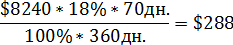 $8240 * 18% * 70дн.
100% * 360дн.
= $288